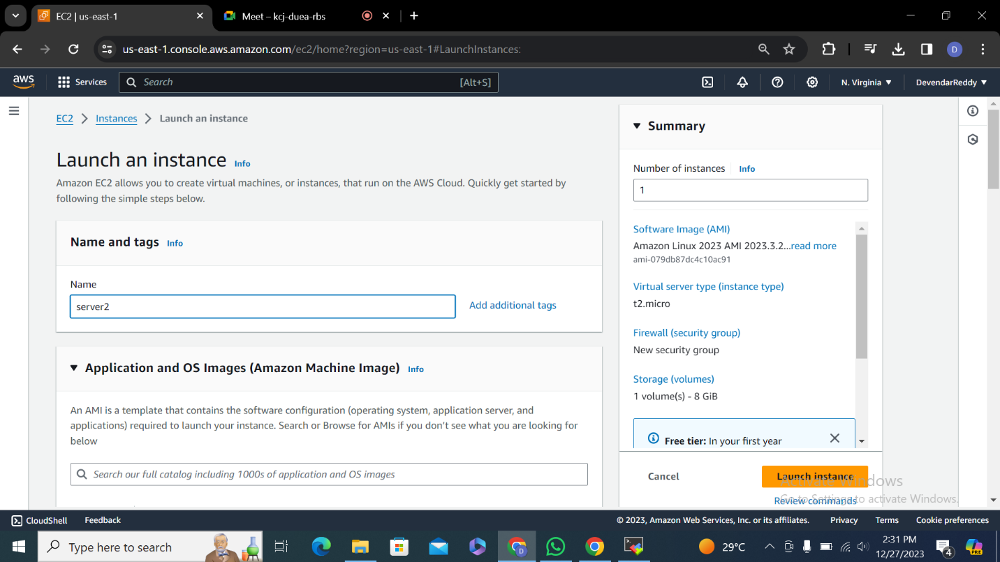 EC2 | us-east-1
Meet – kcj-duea-rbs
us-east-1.console.aws.amazon.com/ec2/home?region=us-east-1#LaunchInstances:
D
aws
Services
Search
[Alt+S]
N. Virginia
DevendarReddy
EC2
Instances
Launch an instance
Launch an instance Info
Amazon EC2 allows you to create virtual machines, or instances, that run on the AWS Cloud. Quickly get started by
following the simple steps below.
Name and tags Info
Name
server2
Add additional tags
Application and OS Images (Amazon Machine Image) Info
An AMI is a template that contains the software configuration (operating system, application server, and
applications) required to launch your instance. Search or Browse for AMIs if you don’t see what you are looking for
below
Search our full catalog including 1000s of application and OS images
Summary
Number of instances Info
1
Software Image (AMI)
Amazon Linux 2023 AMI 2023.3.2...read more
ami-079db87dc4c10ac91
Virtual server type (instance type)
t2.micro
Firewall (security group)
New security group
Storage (volumes)
1 volume(s) - 8 GiB
Free tier: In your first year
Cancel
Launch instance
Review commands
Activate Windows
Go to Settings to activate Windows.
CloudShell
Feedback
© 2023, Amazon Web Services, Inc. or its affiliates.
Privacy
Terms
Cookie preferences
Type here to search
D
29°C
2:31 PM
12/27/2023
4
PRE